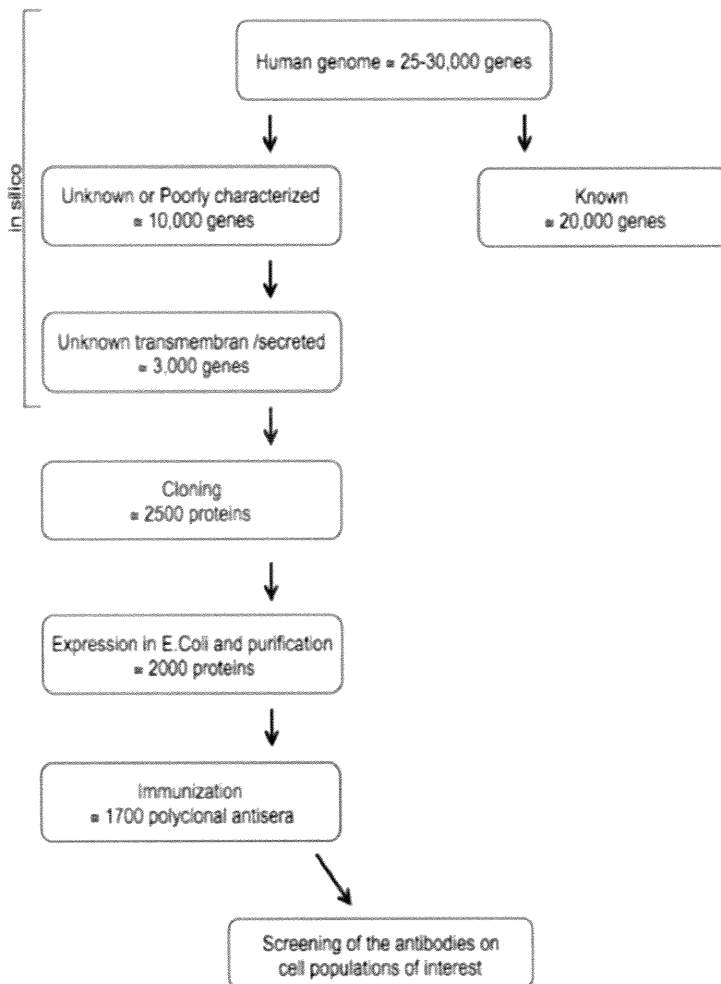 Human genome ≅ 25-30,000 genes
in silico
Unknown or Poorly characterized
≅ 10,000 genes
Known
≅ 20,000 genes
Unknown transmembran /secreted
≅ 3,000 genes
Cloning
≅ 2500 proteins
Expression in E.Coli and purification
≅ 2000 proteins
Immunization
≅ 1700 polyclonal antisera
Screening of the antibodies on
cell populations of interest